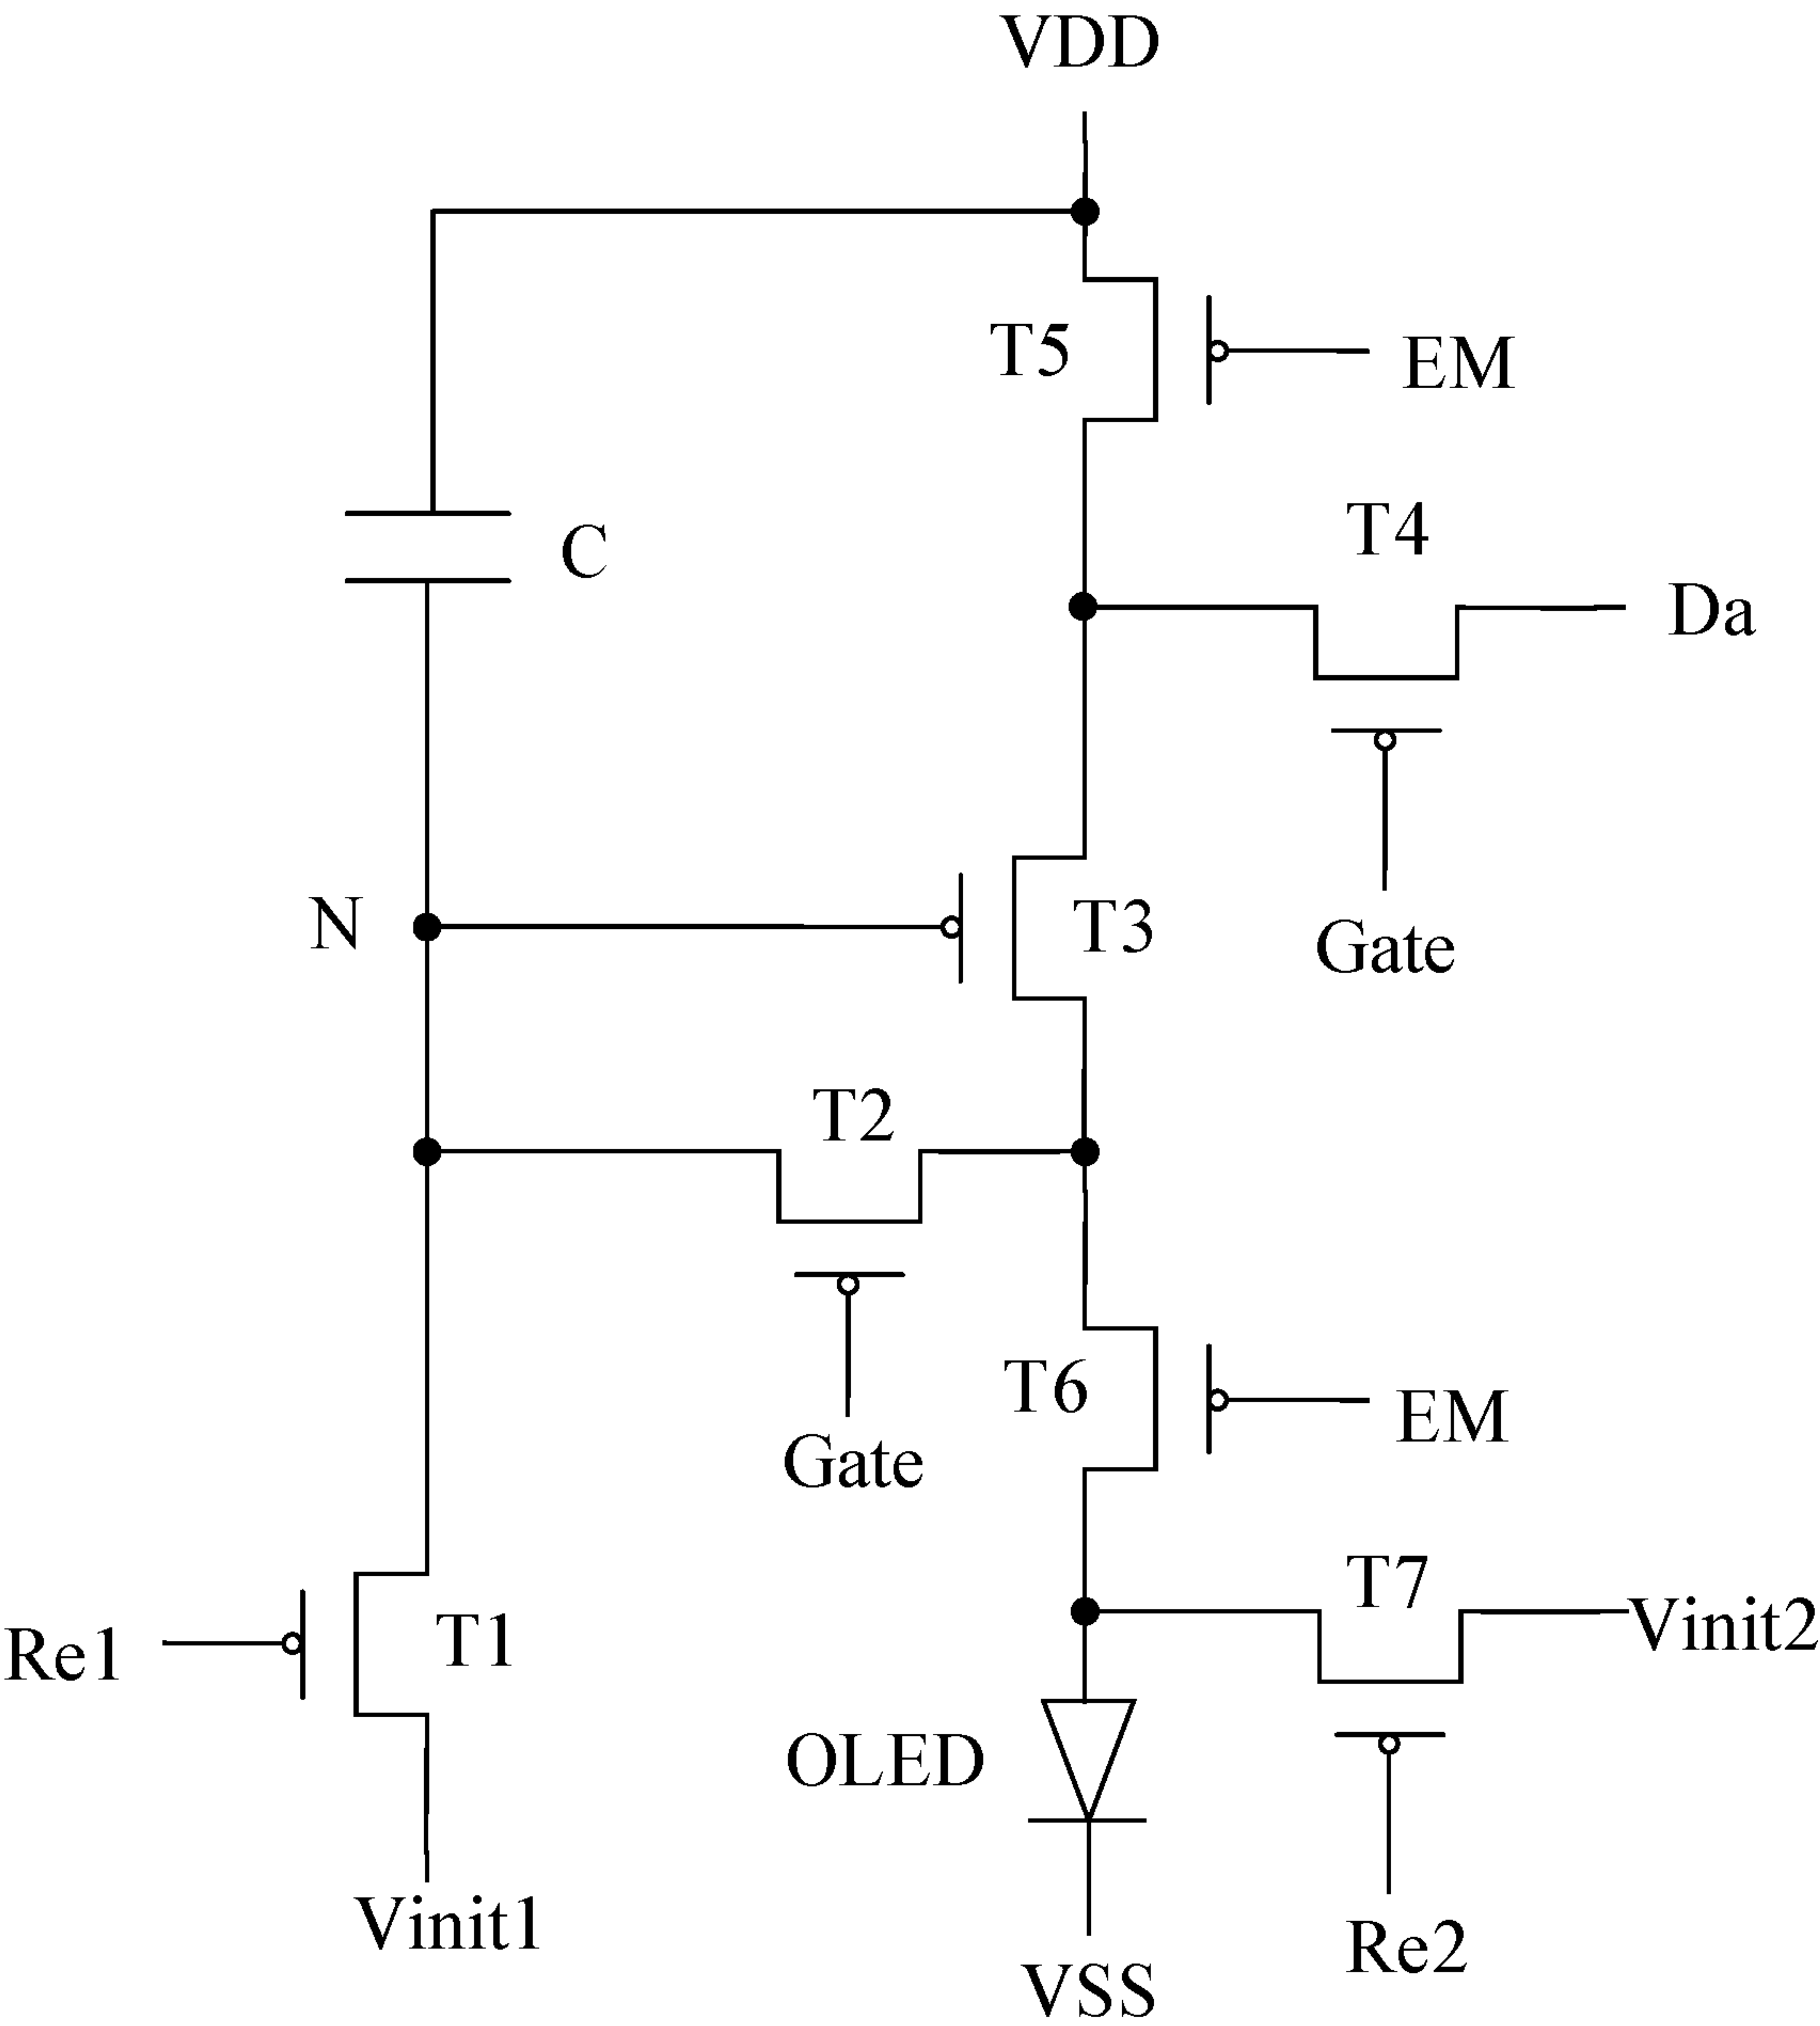 VDD
T5
EM
C
T4
Da
N
T3
Gate
T2
T6
EM
Gate
T7
Re1
T1
Vinit2
OLED
Vinit1
Re2
VSS